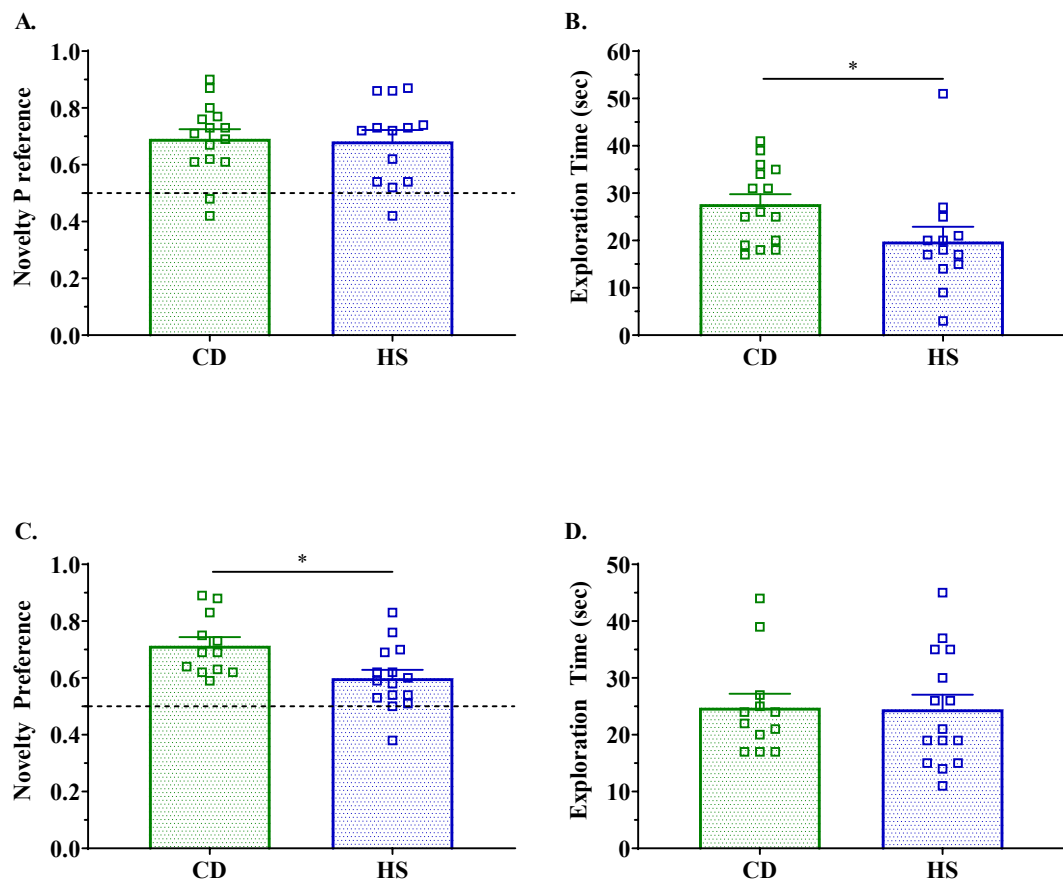 A.
Novelty P reference
1.0
0.8
0.6
0.4
0.2
0.0
CD
HS
B.
Exploration Time (sec)
60
50
40
30
20
10
0
*
CD
HS
C.
Novelty Preference
1.0
0.8
0.6
0.4
0.2
0.0
*
CD
HS
D.
Exploration Time (sec)
50
40
30
20
10
0
CD
HS